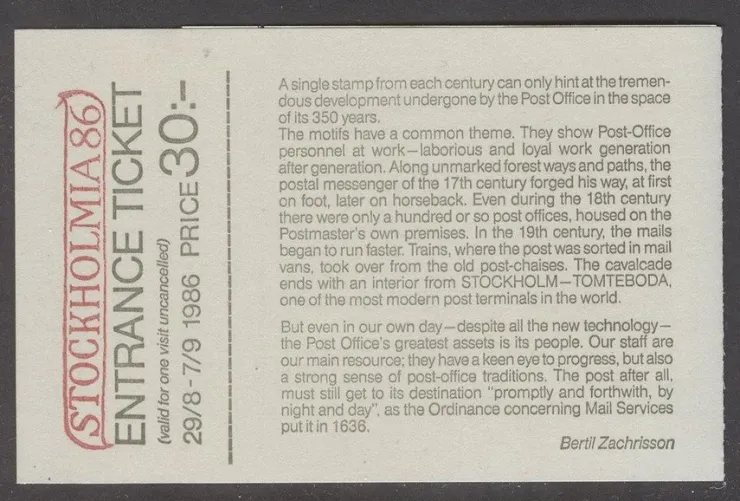 STOCKHOLMIA 86
ENTRANCE TICKET
(valid for one visit uncancelled)
29/8-7/9 1986 PRICE 30:-
A single stamp from each century can only hint at the tremen-
dous development undergone by the Post Office in the space
of its 350 years.
The motifs have a common theme. They show Post-Office
personnel at work—laborious and loyal work generation
after generation. Along unmarked forest ways and paths, the
postal messenger of the 17th century forged his way, at first
on foot, later on horseback. Even during the 18th century
there were only a hundred or so post offices, housed on the
Postmaster's own premises. In the 19th century, the mails
began to run faster. Trains, where the post was sorted in mail
vans, took over from the old post-chaises. The cavalcade
ends with an interior from STOCKHOLM—TOMTEBODA,
one of the most modern post terminals in the world.
But even in our own day—despite all the new technology—
the Post Office's greatest assets is its people. Our staff are
our main resource; they have a keen eye to progress, but also
a strong sense of post-office traditions. The post after all,
must still get to its destination "promptly and forthwith, by
night and day", as the Ordinance concerning Mail Services
put it in 1636.
Bertil Zachrisson